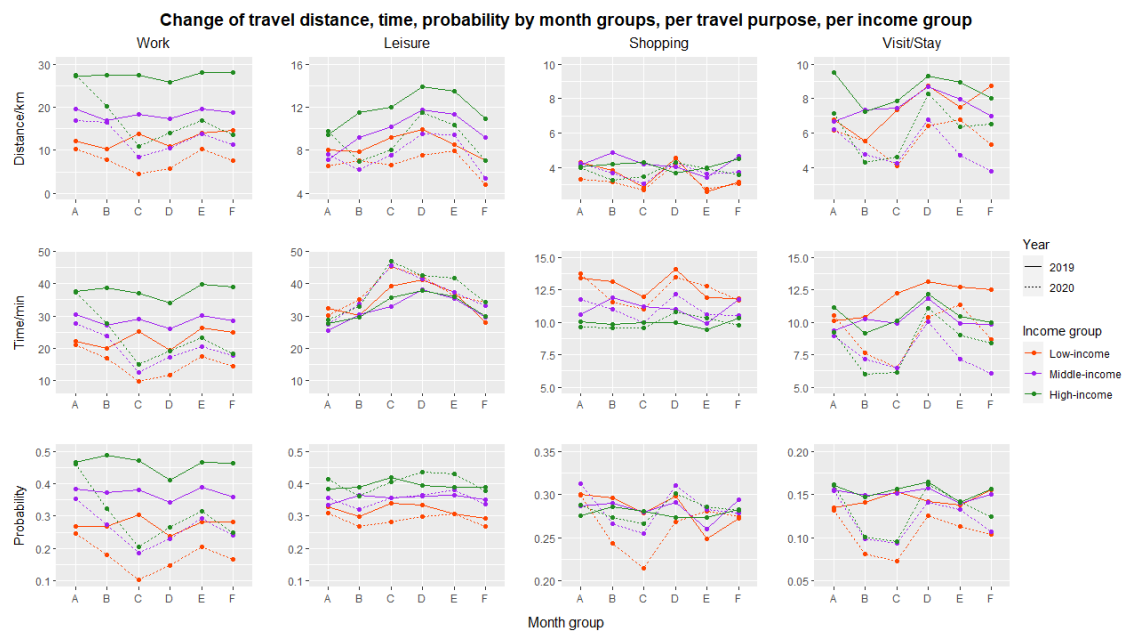 Change of travel distance, time, probability by month groups, per travel purpose, per income group
Work Leisure Shopping Visit/Stay
Distance/km
30
20
10
0
A B C D E F
16
12
8
4
A B C D E F
10
8
6
4
A B C D E F
10
8
6
4
A B C D E F
Time/min
50
40
30
20
10
A B C D E F
50
40
30
20
10
A B C D E F
15.0
12.5
10.0
7.5
5.0
A B C D E F
15.0
12.5
10.0
7.5
5.0
A B C D E F
Probability
0.5
0.4
0.3
0.2
0.1
A B C D E F
0.5
0.4
0.3
0.2
0.1
A B C D E F
0.35
0.30
0.25
0.20
A B C D E F
0.20
0.15
0.10
0.05
A B C D E F
Month group
Year
2019
2020
Income group
Low-income
Middle-income
High-income